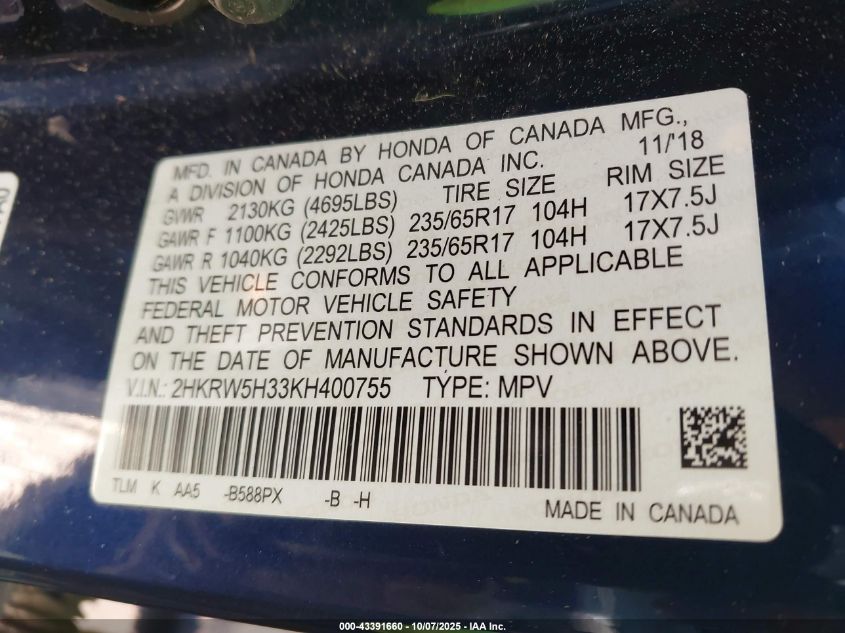 MFD. IN CANADA BY HONDA OF CANADA MFG.,
A DIVISION OF HONDA CANADA INC. 11/'18
GVWR 2130KG (4695LBS) TIRE SIZE RIM SIZE
GAWR F 1100KG (2425LBS) 235/65R17 104H 17X7.5J
GAWR R 1040KG (2292LBS) 235/65R17 104H 17X7.5J
THIS VEHICLE CONFORMS TO ALL APPLICABLE
FEDERAL MOTOR VEHICLE SAFETY
AND THEFT PREVENTION STANDARDS IN EFFECT
ON THE DATE OF MANUFACTURE SHOWN ABOVE.
V.I.N.: 2HKRW5H33KH400755 TYPE: MPV
TLM K AA5 -B588PX -B -H
MADE IN CANADA
000-43391660 - 10/07/2025 - IAA Inc.